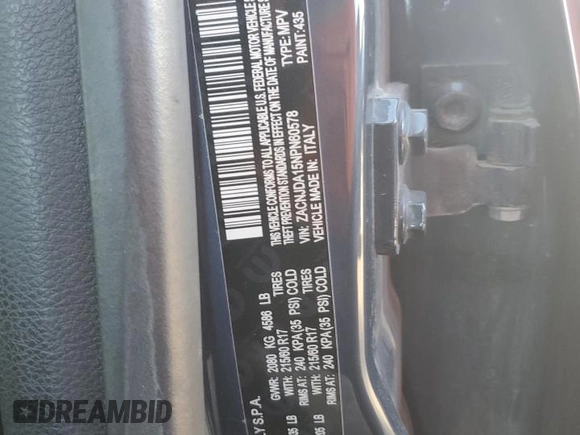 LY S.P.A.
GVWR: 2080 KG 4586 LB
35 LB WITH: 215/60 R17 TIRES
RIMS AT: 240 KPA(35 PSI) COLD
05 LB WITH: 215/60 R17 TIRES
RIMS AT: 240 KPA(35 PSI) COLD
THIS VEHICLE CONFORMS TO ALL APPLICABLE U.S. FEDERAL MOTOR VEHICLE
THEFT PREVENTION STANDARDS IN EFFECT ON THE DATE OF MANUFACTURE
VIN: ZACNJDA15NPN60578 TYPE: MPV
VEHICLE MADE IN: ITALY PAINT: 435
DREAMBID